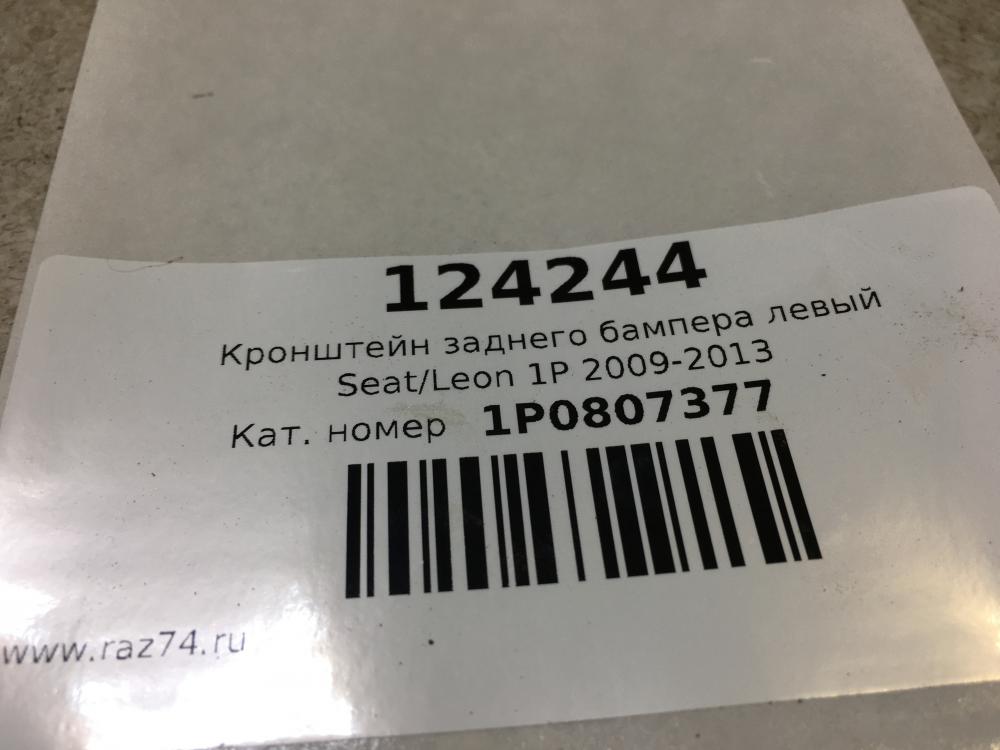 124244
Кронштейн заднего бампера левый
Seat/Leon 1P 2009-2013
Кат. номер 1P0807377
www.raz74.ru